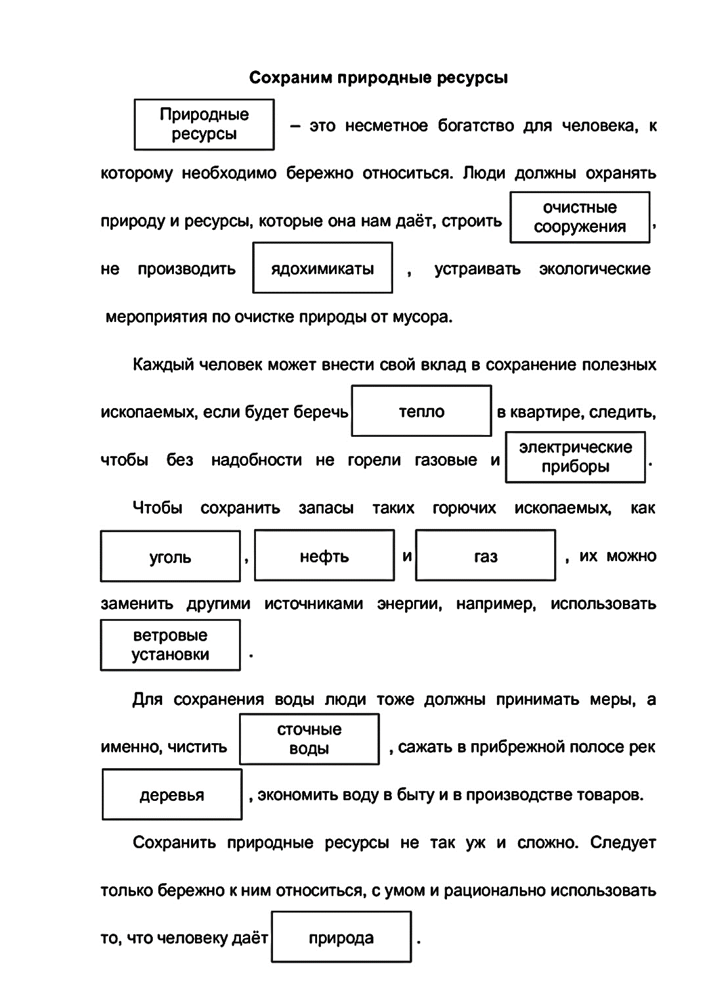 Сохраним природные ресурсы
Природные ресурсы – это несметное богатство для человека, к
которому необходимо бережно относиться. Люди должны охранять
природу и ресурсы, которые она нам даёт, строить очистные сооружения,
не производить ядохимикаты , устраивать экологические
мероприятия по очистке природы от мусора.
Каждый человек может внести свой вклад в сохранение полезных
ископаемых, если будет беречь тепло в квартире, следить,
чтобы без надобности не горели газовые и электрические приборы.
Чтобы сохранить запасы таких горючих ископаемых, как
уголь, нефть и газ , их можно
заменить другими источниками энергии, например, использовать
ветровые установки .
Для сохранения воды люди тоже должны принимать меры, а
именно, чистить сточные воды , сажать в прибрежной полосе рек
деревья , экономить воду в быту и в производстве товаров.
Сохранить природные ресурсы не так уж и сложно. Следует
только бережно к ним относиться, с умом и рационально использовать
то, что человеку даёт природа .